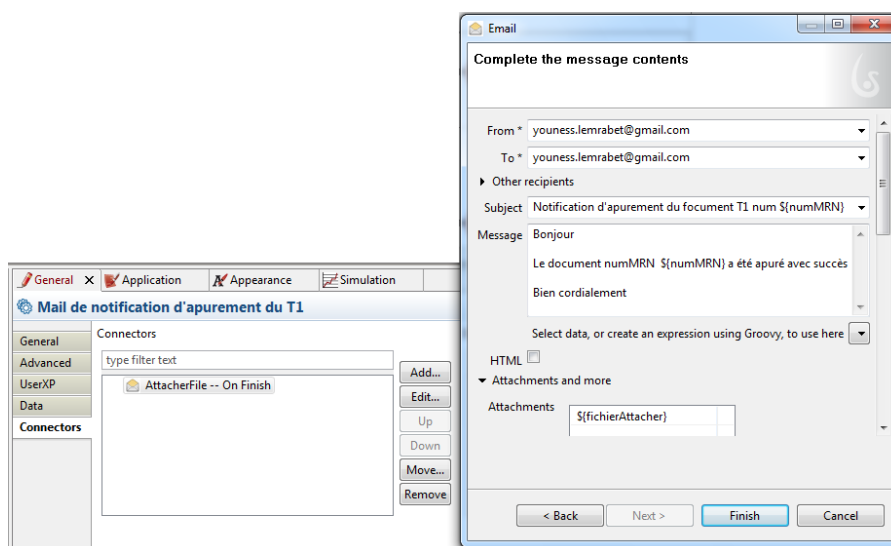 General
Application
Appearance
Simulation
Mail de notification d'apurement du T1
General
Advanced
UserXP
Data
Connectors
Connectors
type filter text
AttacherFile -- On Finish
Add...
Edit...
Up
Down
Move...
Remove
Email
Complete the message contents
From * youness.lemrabet@gmail.com
To * youness.lemrabet@gmail.com
Other recipients
Subject Notification d'apurement du focument T1 num ${numMRN}
Message Bonjour
Le document numMRN ${numMRN} a été apuré avec succès
Bien cordialement
Select data, or create an expression using Groovy, to use here
HTML
Attachments and more
Attachments ${fichierAttacher}
< Back Next > Finish Cancel